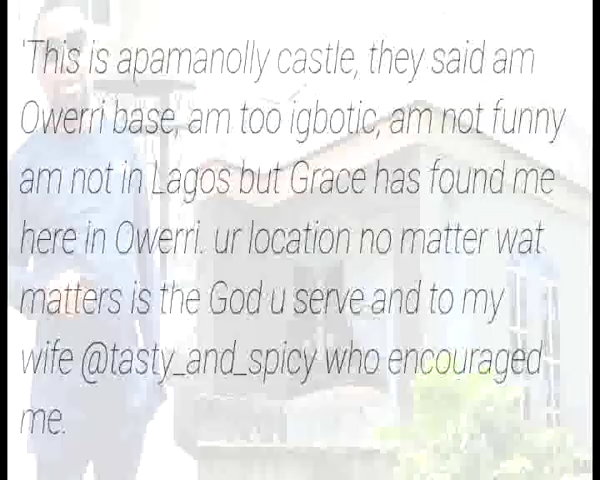 'This is apamanolly castle, they said am
Owerri base, am too igbotic, am not funny
am not in Lagos but Grace has found me
here in Owerri. ur location no matter wat
matters is the God u serve and to my
wife @tasty_and_spicy who encouraged
me.